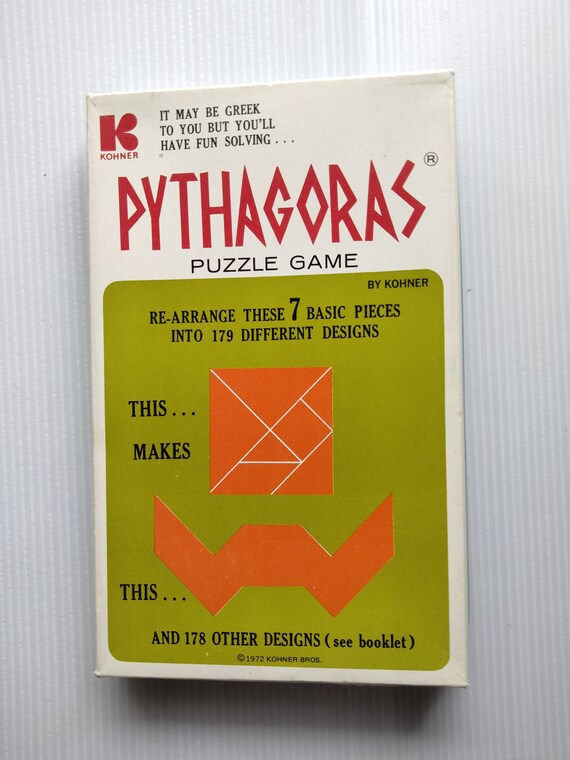 K
KOHNER
IT MAY BE GREEK
TO YOU BUT YOU'LL
HAVE FUN SOLVING...
PYTHAGORAS®
PUZZLE GAME
BY KOHNER
RE-ARRANGE THESE 7 BASIC PIECES
INTO 179 DIFFERENT DESIGNS
THIS...
MAKES
THIS...
AND 178 OTHER DESIGNS (see booklet)
©1972 KOHNER BROS.